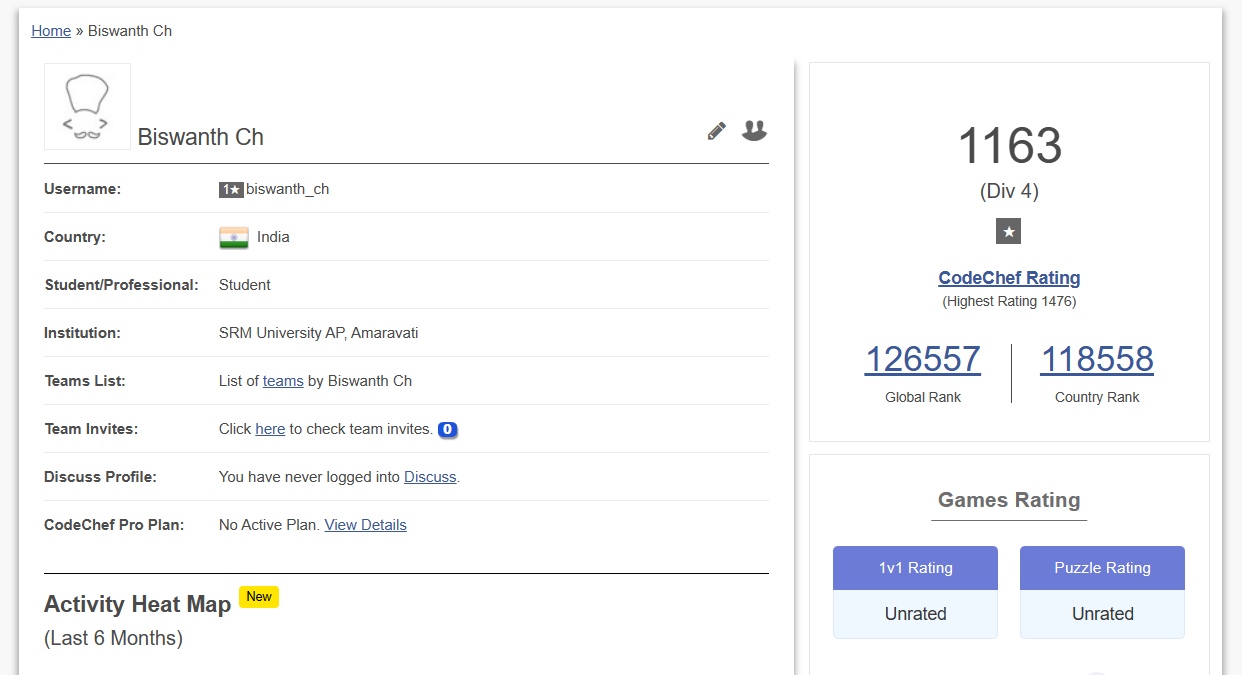 Home » Biswanth Ch
Biswanth Ch
Username: 1★ biswanth_ch
Country: India
Student/Professional: Student
Institution: SRM University AP, Amaravati
Teams List: List of teams by Biswanth Ch
Team Invites: Click here to check team invites. 0
Discuss Profile: You have never logged into Discuss.
CodeChef Pro Plan: No Active Plan. View Details
Activity Heat Map New
(Last 6 Months)
1163
(Div 4)
★
CodeChef Rating
(Highest Rating 1476)
126557 118558
Global Rank Country Rank
Games Rating
1v1 Rating Puzzle Rating
Unrated Unrated